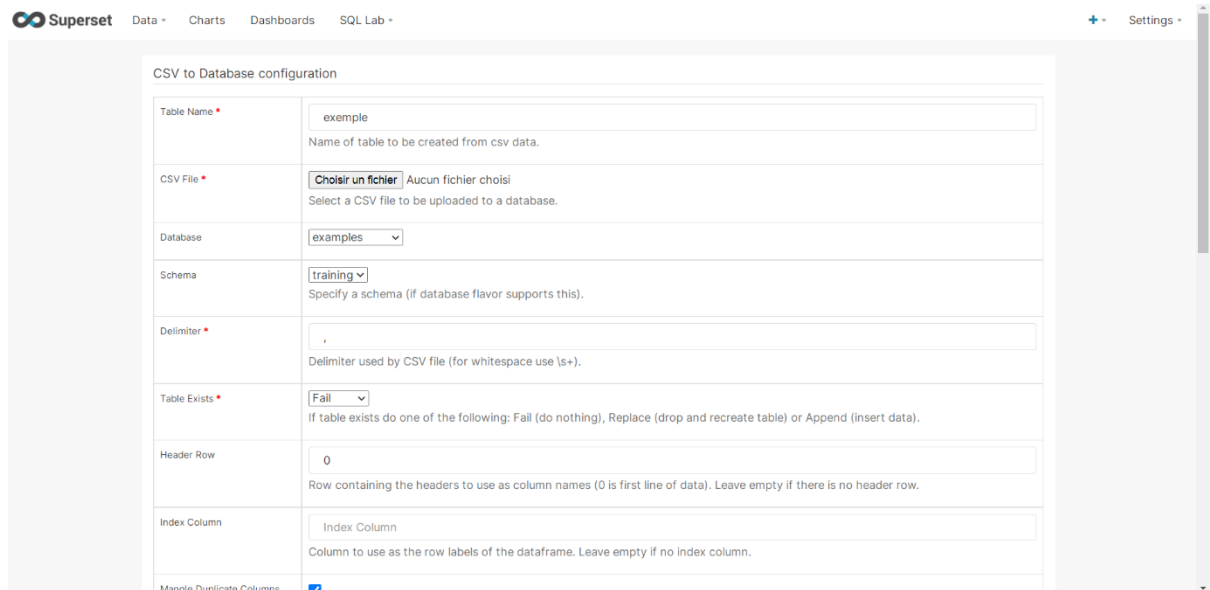 Superset Data Charts Dashboards SQL Lab + Settings
CSV to Database configuration
Table Name *
exemple
Name of table to be created from csv data.
CSV File *
Choisir un fichier Aucun fichier choisi
Select a CSV file to be uploaded to a database.
Database
examples
Schema
training
Specify a schema (if database flavor supports this).
Delimiter *
,
Delimiter used by CSV file (for whitespace use \s+).
Table Exists *
Fail
If table exists do one of the following: Fail (do nothing), Replace (drop and recreate table) or Append (insert data).
Header Row
0
Row containing the headers to use as column names (0 is first line of data). Leave empty if there is no header row.
Index Column
Index Column
Column to use as the row labels of the dataframe. Leave empty if no index column.
Mangle Duplicate Columns